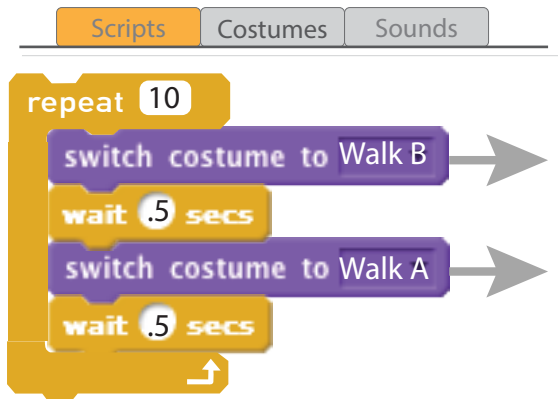 Scripts Costumes Sounds
repeat 10
switch costume to Walk B
wait .5 secs
switch costume to Walk A
wait .5 secs